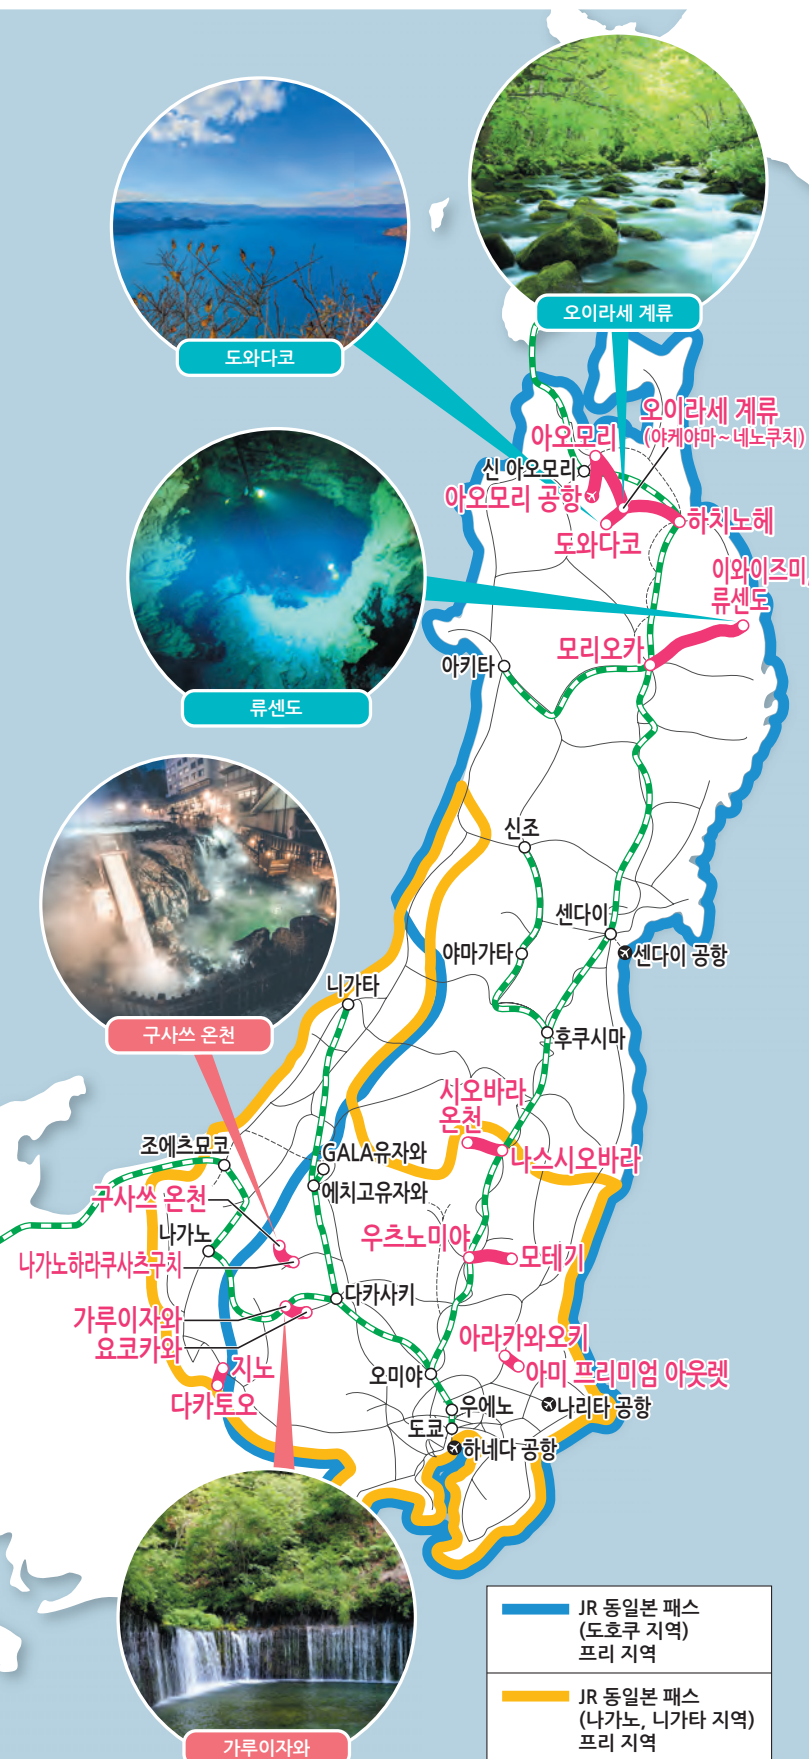 오이라세 계류
도와다코
오이라세 계류
(야케야마~네노쿠치)
아오모리
신 아오모리
아오모리 공항
하치노헤
도와다코
이와이즈미,
류센도
모리오카
아키타
류센도
신조
센다이
야마가타
센다이 공항
니가타
구사쓰 온천
후쿠시마
시오바라
온천
조에츠묘코
GALA유자와
나스시오바라
구사쓰 온천
에치고유자와
나가노
우츠노미야
모테기
나가노하라쿠사츠구치
다카사키
가루이자와
요코카와
아라카와오키
지노
오미야
아미 프리미엄 아웃렛
다카토오
우에노
나리타 공항
도쿄
하네다 공항
JR 동일본 패스
(도호쿠 지역)
프리 지역
JR 동일본 패스
(나가노, 니가타 지역)
프리 지역
가루이자와